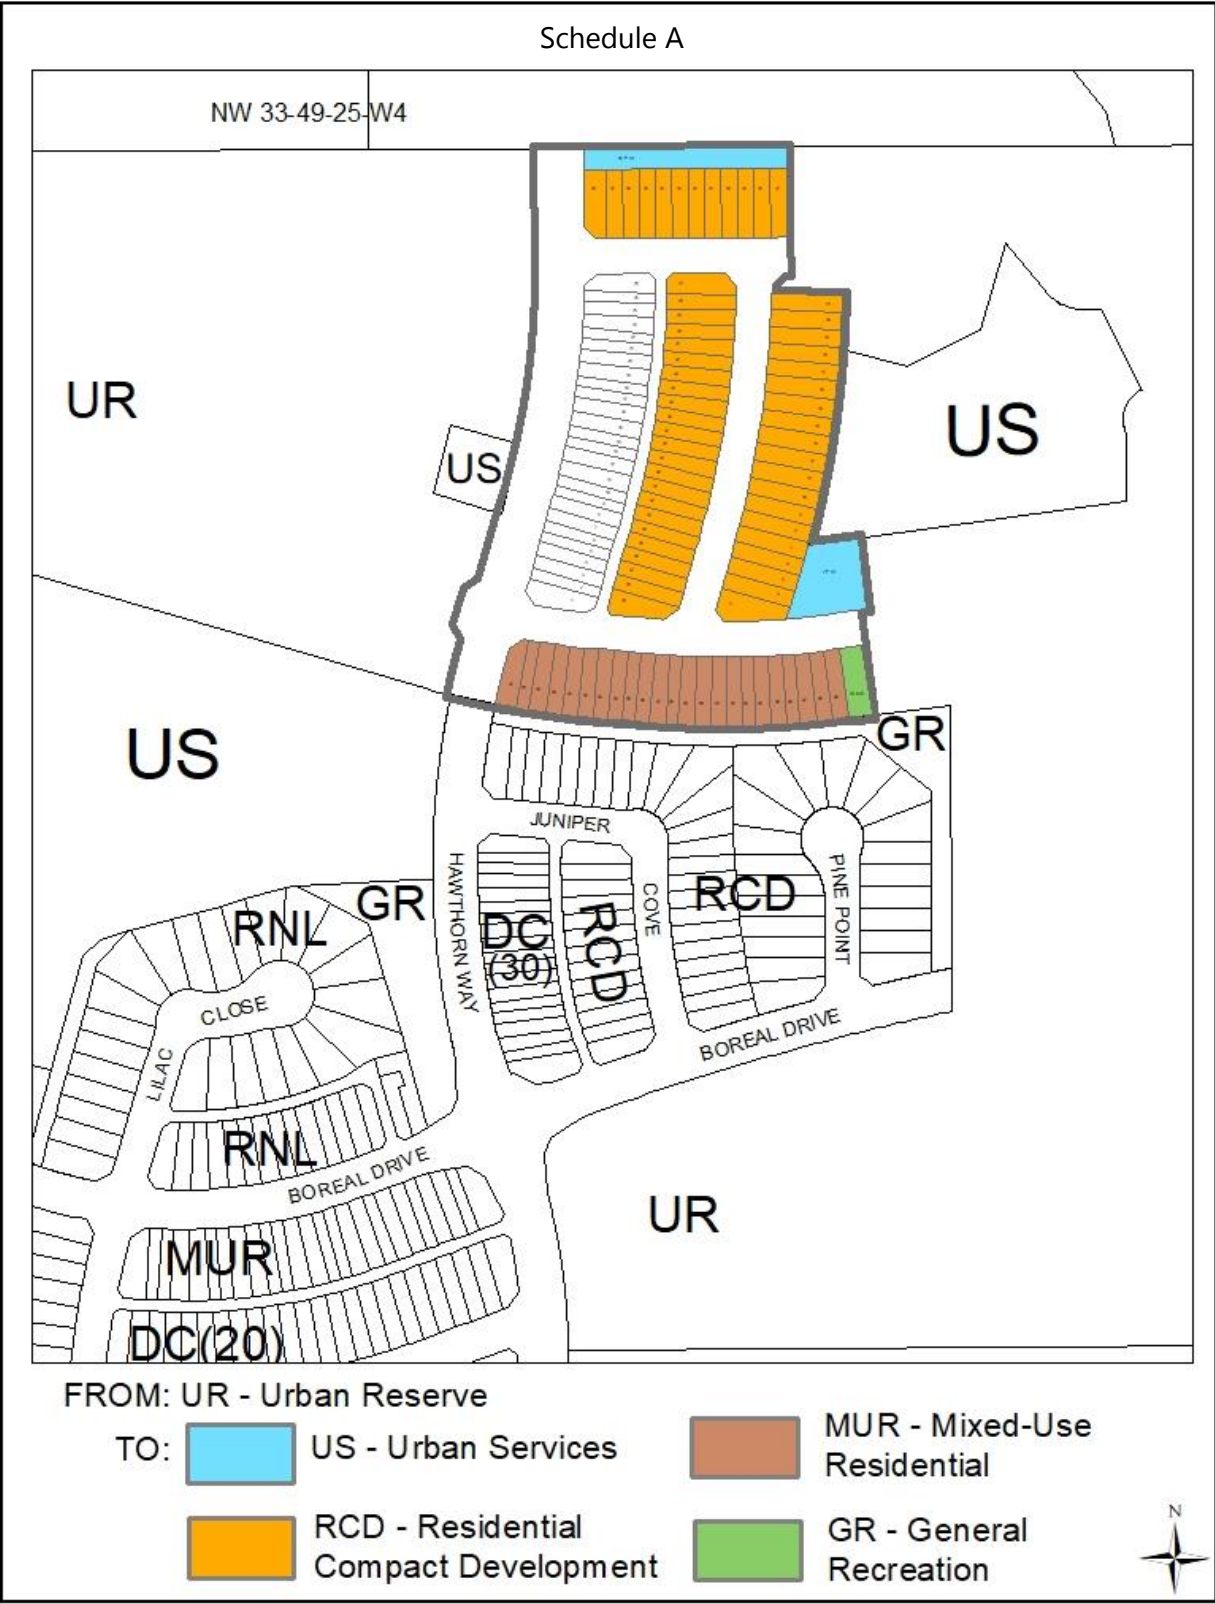 Schedule A
NW 33-49-25-W4
UR
US
US
US
GR
JUNIPER
HAWTHORN WAY
COVE
PINE POINT
RCD
GR
RNL
DC
(30)
RCD
CLOSE
LILAC
BOREAL DRIVE
RNL
BOREAL DRIVE
UR
MUR
DC(20)
FROM: UR - Urban Reserve
TO:
US - Urban Services
MUR - Mixed-Use
Residential
RCD - Residential
Compact Development
GR - General
Recreation
N